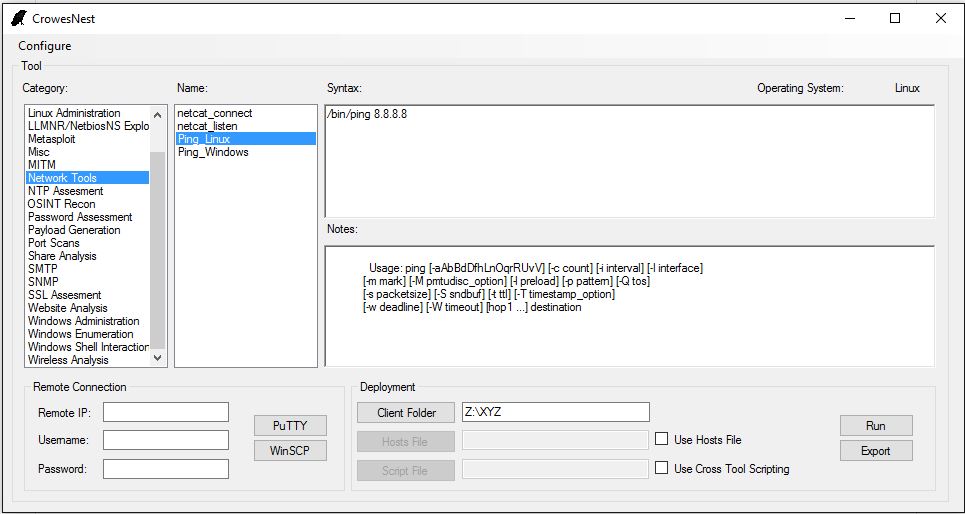 CrowesNest
Configure
Tool
Category:
Name:
Syntax:
Operating System:
Linux
Linux Administration
LLMNR/NetbiosNS Explo
Metasploit
Misc
MITM
Network Tools
NTP Assesment
OSINT Recon
Password Assessment
Payload Generation
Port Scans
Share Analysis
SMTP
SNMP
SSL Assesment
Website Analysis
Windows Administration
Windows Enumeration
Windows Shell Interaction
Wireless Analysis
netcat_connect
netcat_listen
Ping_Linux
Ping_Windows
/bin/ping 8.8.8.8
Notes:
Usage: ping [-aAbBdDfhLnOqrRUvV] [-c count] [-i interval] [-I interface]
[-m mark] [-M pmtudisc_option] [-l preload] [-p pattern] [-Q tos]
[-s packetsize] [-S sndbuf] [-t ttl] [-T timestamp_option]
[-w deadline] [-W timeout] [hop1 ...] destination
Remote Connection
Remote IP:
Username:
Password:
PuTTY
WinSCP
Deployment
Client Folder
Z:\XYZ
Hosts File
Use Hosts File
Script File
Use Cross Tool Scripting
Run
Export